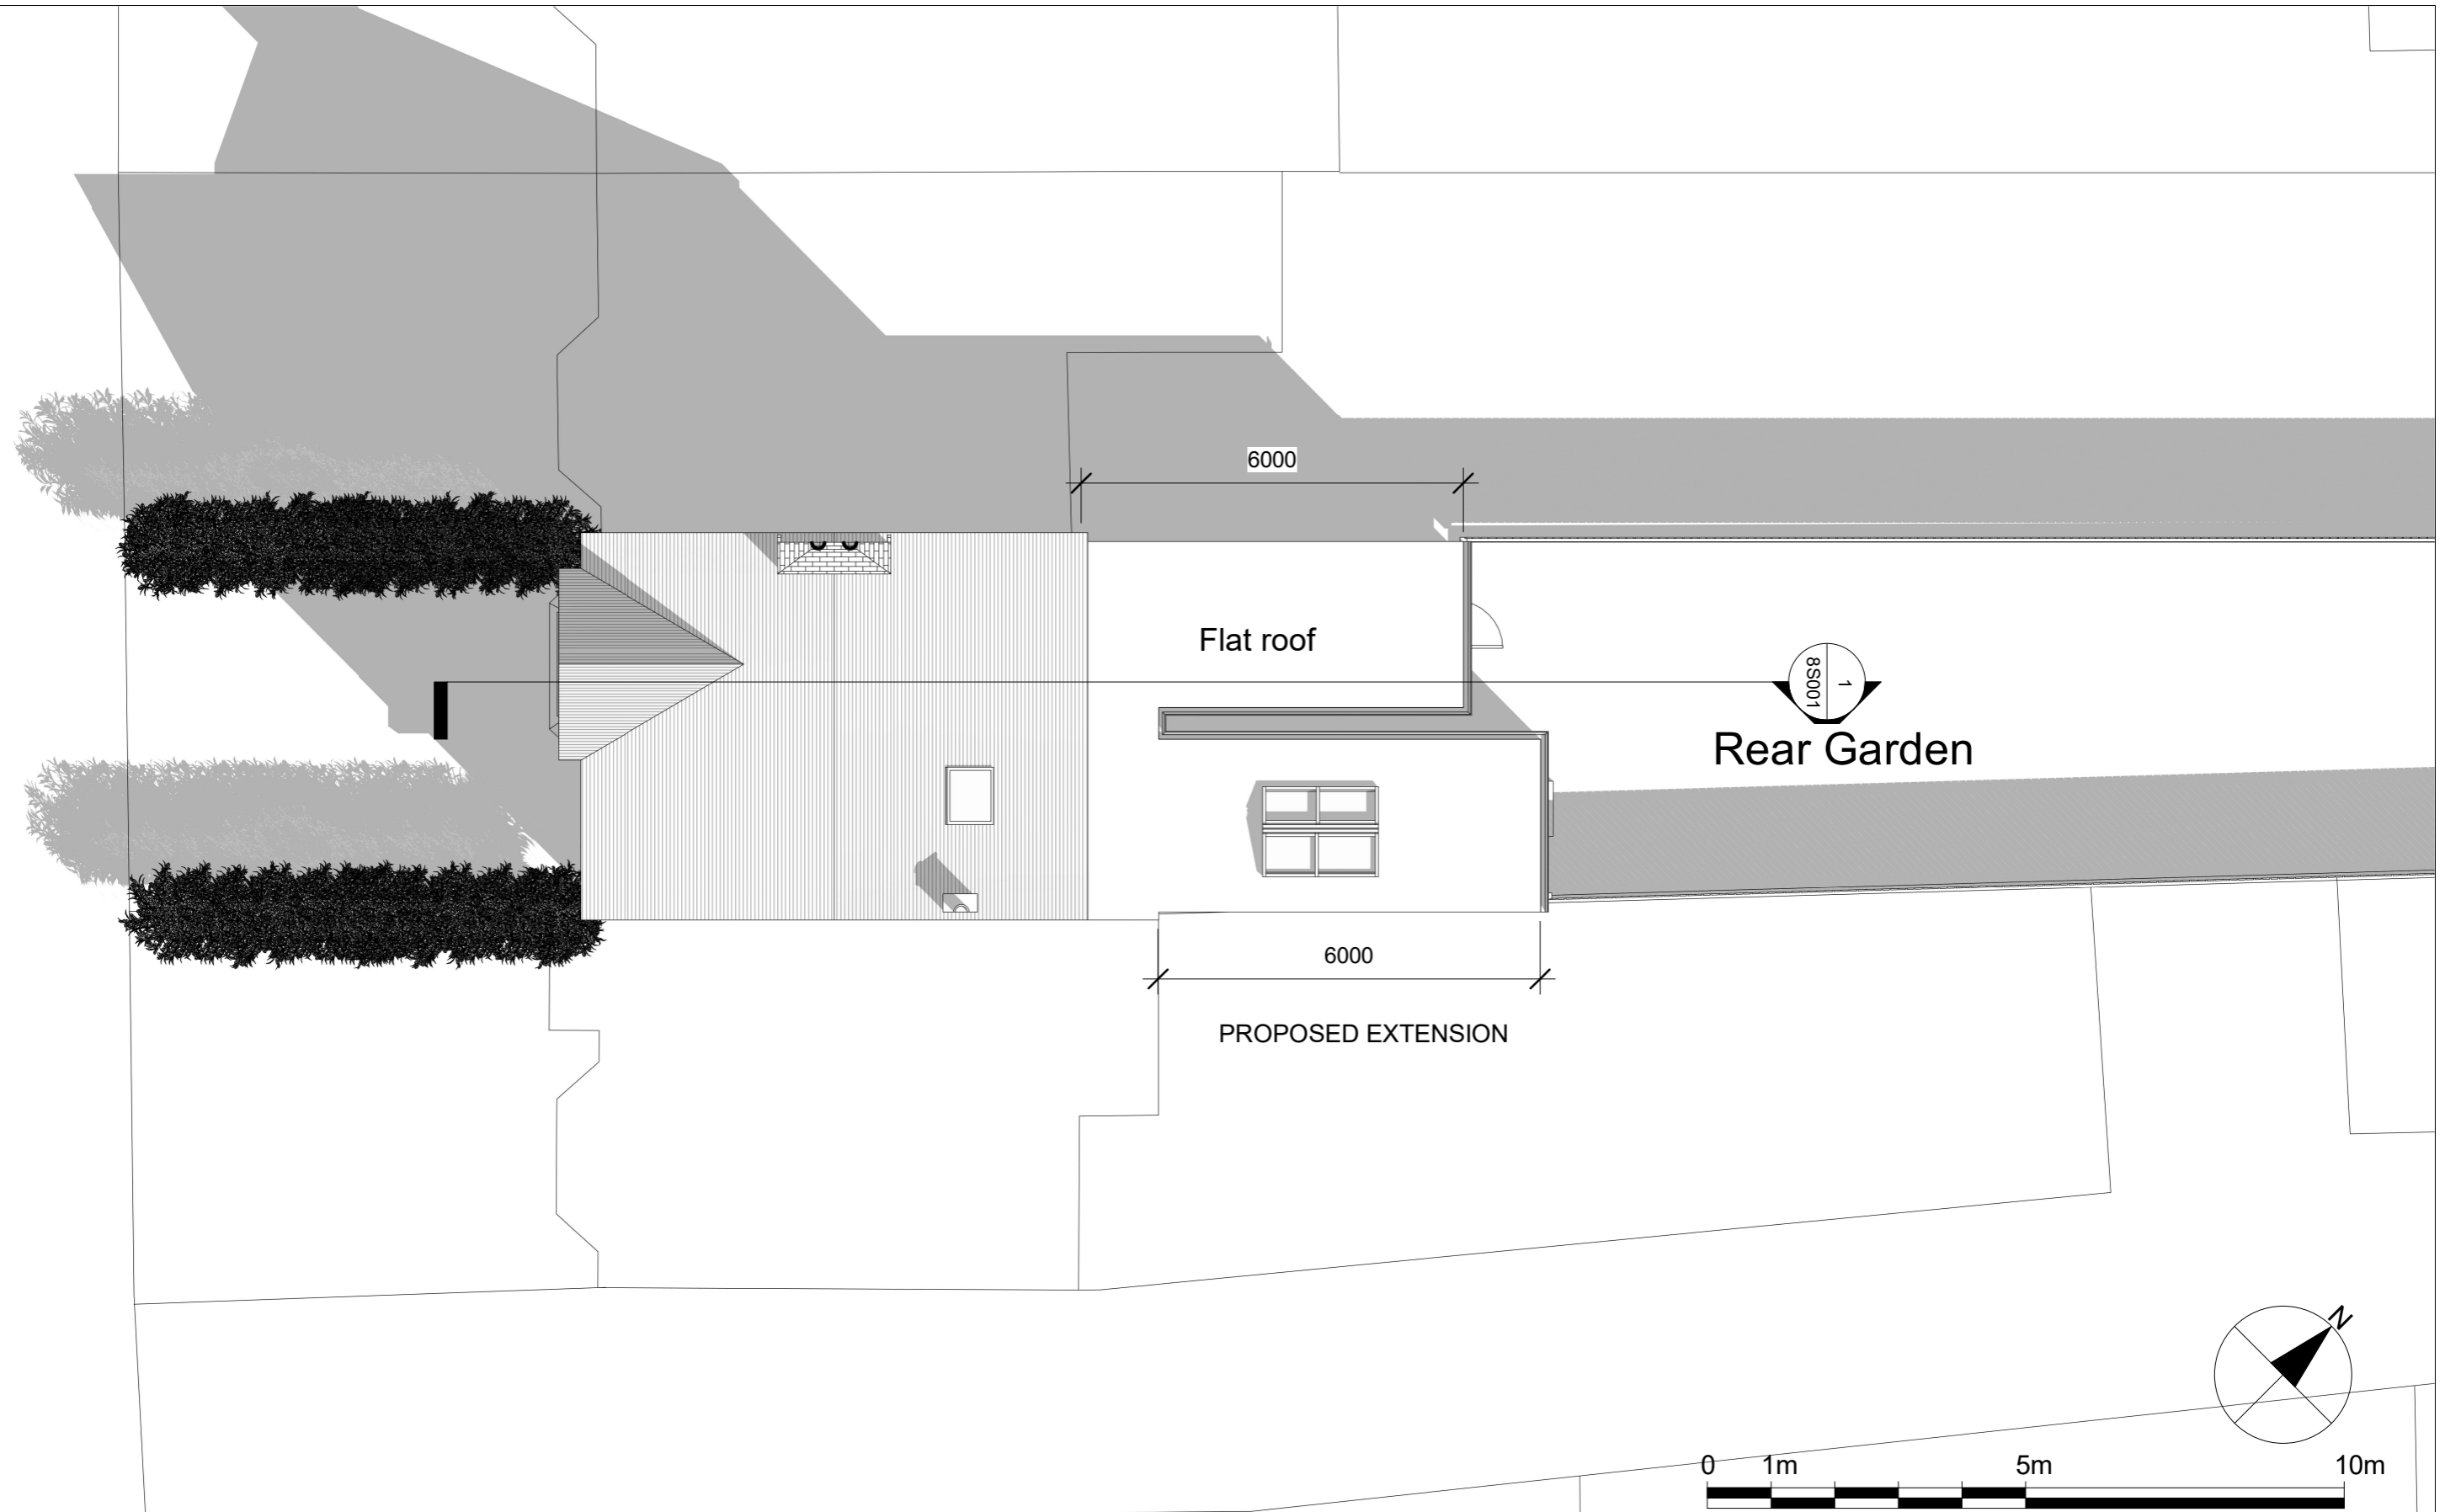 6000
Flat roof
1
8S001
Rear Garden
6000
PROPOSED EXTENSION
N
0 1m 5m 10m